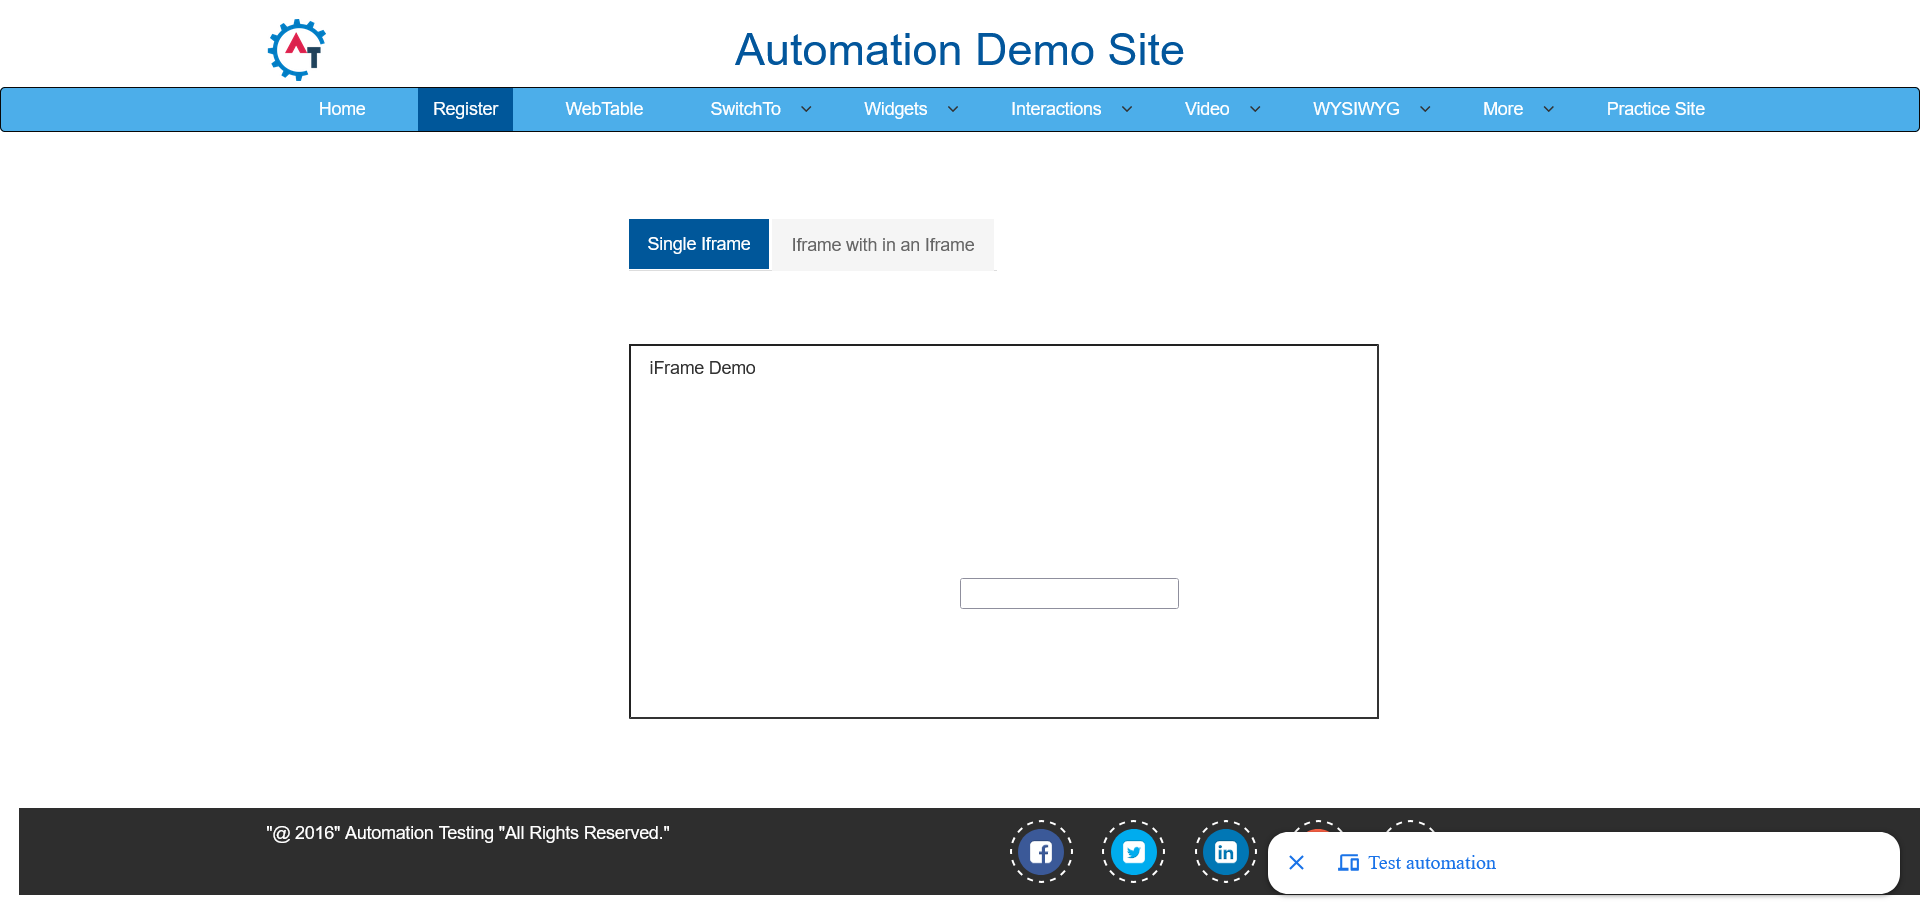 AT
Automation Demo Site
Home Register WebTable SwitchTo Widgets Interactions Video WYSIWYG More Practice Site
Single Iframe Iframe with in an Iframe
iFrame Demo
"@ 2016" Automation Testing "All Rights Reserved."
Test automation